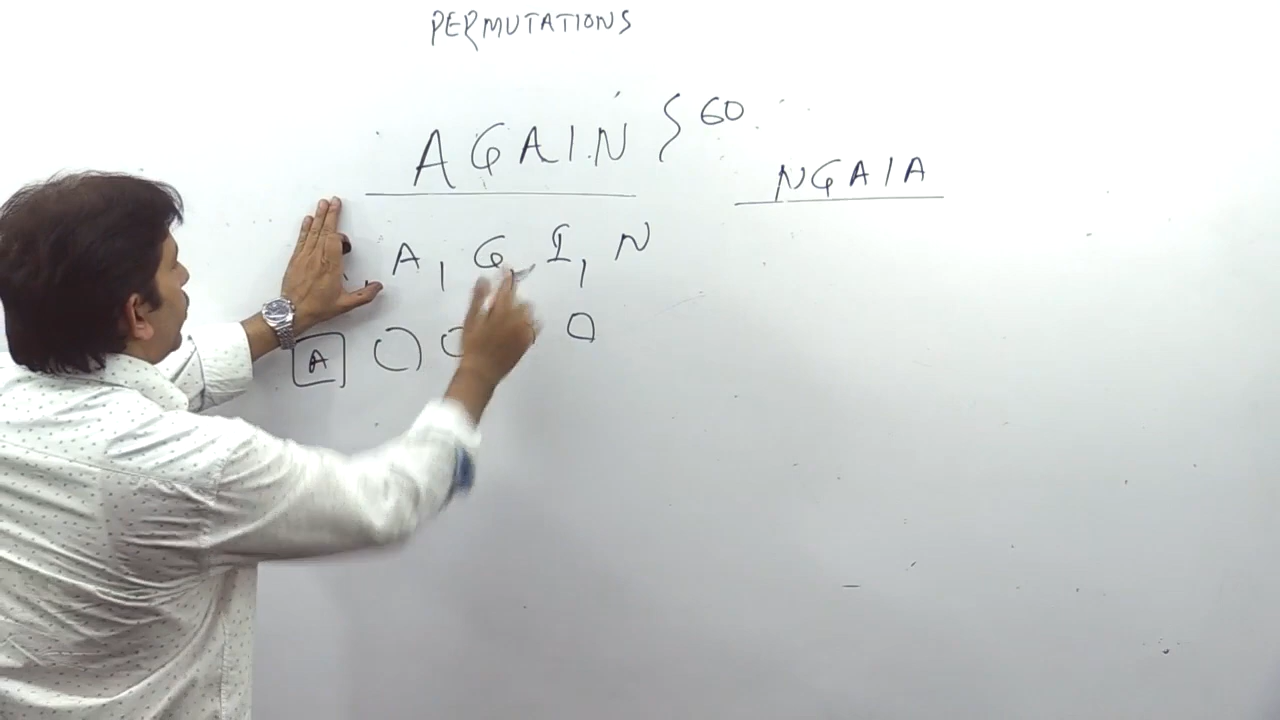 PERMUTATIONS
AGAIN } 60
NGAIA
, A, G, I, N
A